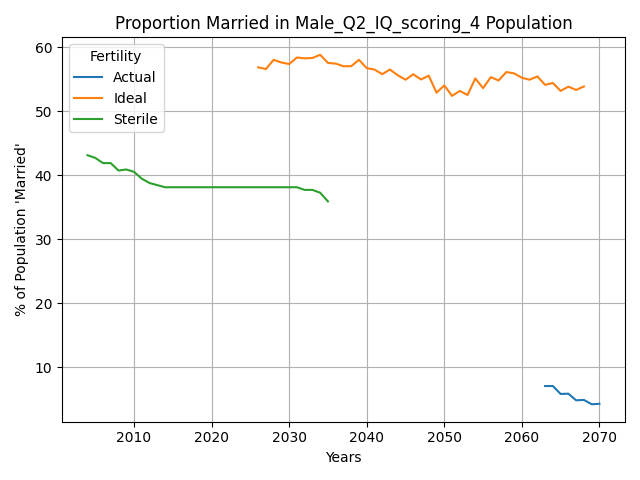 Proportion Married in Male_Q2_IQ_scoring_4 Population
Fertility
Actual
Ideal
Sterile
% of Population 'Married'
60
50
40
30
20
10
2010 2020 2030 2040 2050 2060 2070
Years